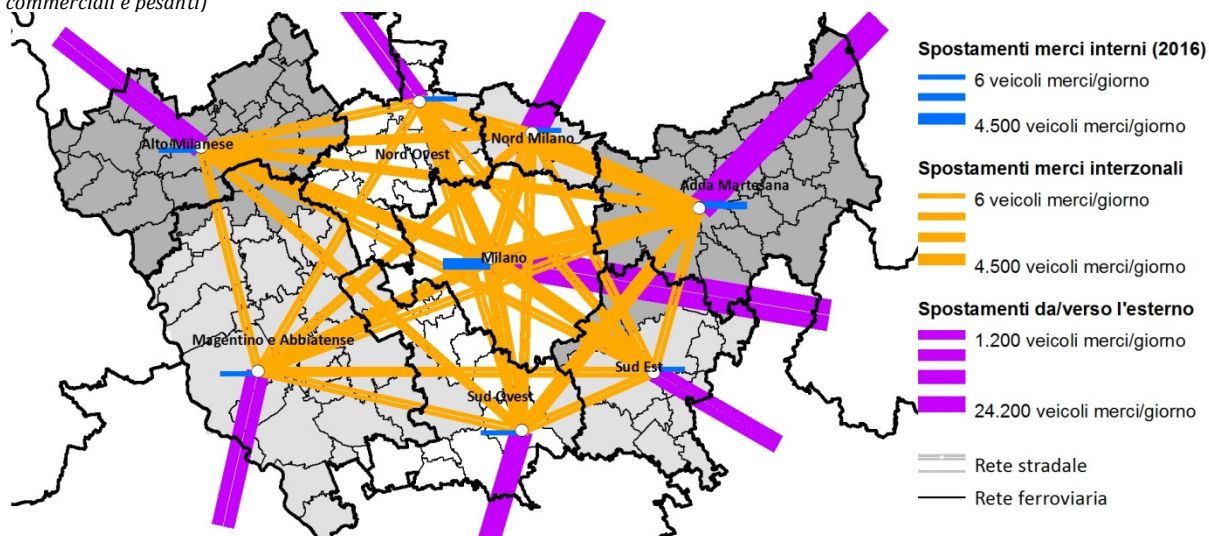 commerciali e pesanti)
Spostamenti merci interni (2016)
6 veicoli merci/giorno
4.500 veicoli merci/giorno
Spostamenti merci interzonali
6 veicoli merci/giorno
4.500 veicoli merci/giorno
Spostamenti da/verso l'esterno
1.200 veicoli merci/giorno
24.200 veicoli merci/giorno
Rete stradale
Rete ferroviaria
Alto Milanese
Nord Ovest
Nord Milano
Adda Martesana
Milano
Magentino e Abbiatense
Sud Ovest
Sud Est